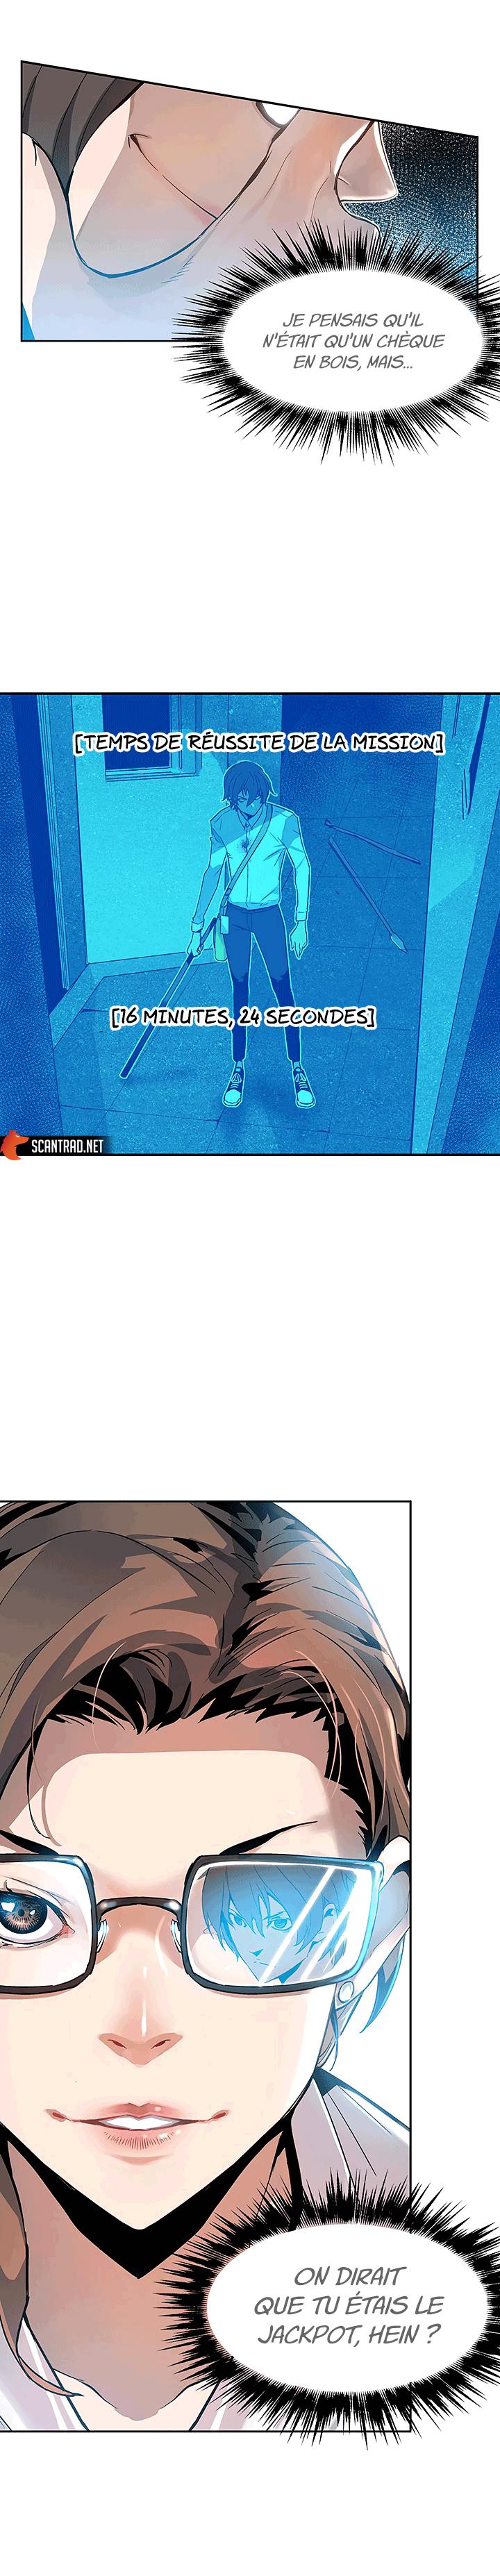 JE PENSAIS QU'IL
N'ÉTAIT QU'UN CHÈQUE
EN BOIS, MAIS...
[TEMPS DE RÉUSSITE DE LA MISSION]
[16 MINUTES, 24 SECONDES]
SCANTRAD.NET
ON DIRAIT
QUE TU ÉTAIS LE
JACKPOT, HEIN ?